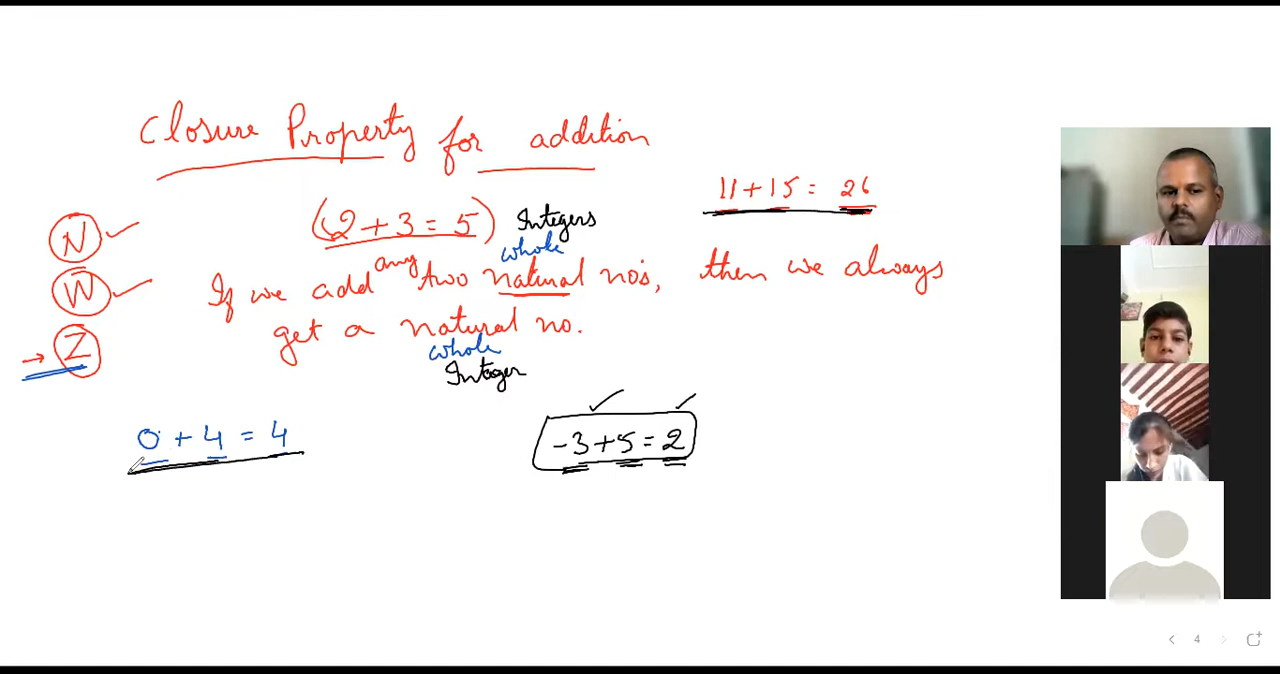 Closure Property for addition
11 + 15 = 26
(2 + 3 = 5) Integers
N
whole
any
If we add two natural no's, then we always
W
get a natural no.
whole
Z
Integer
0 + 4 = 4
-3 + 5 = 2
4